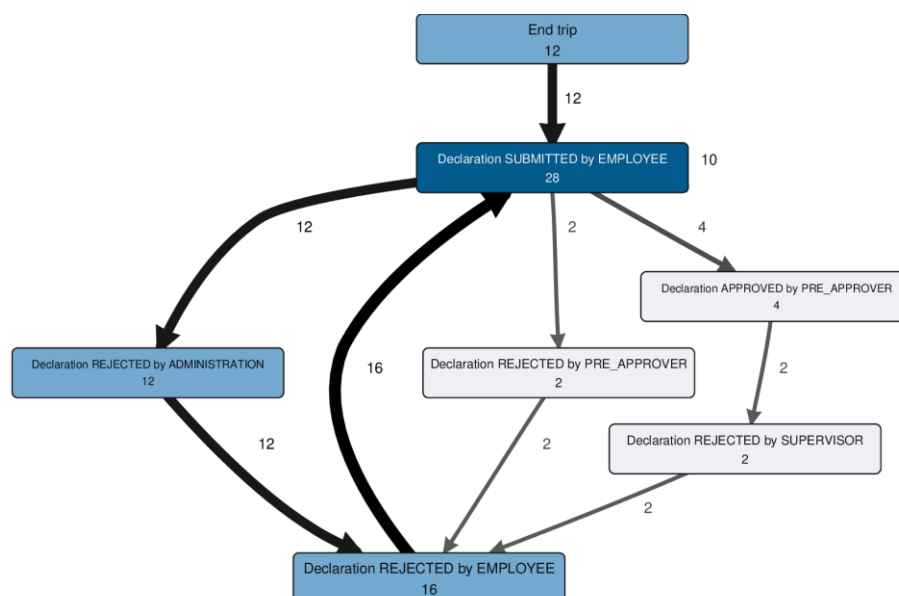 End trip
12
12
Declaration SUBMITTED by EMPLOYEE
28
10
12
2
4
Declaration APPROVED by PRE_APPROVER
4
Declaration REJECTED by ADMINISTRATION
12
16
Declaration REJECTED by PRE_APPROVER
2
2
12
2
Declaration REJECTED by SUPERVISOR
2
2
Declaration REJECTED by EMPLOYEE
16